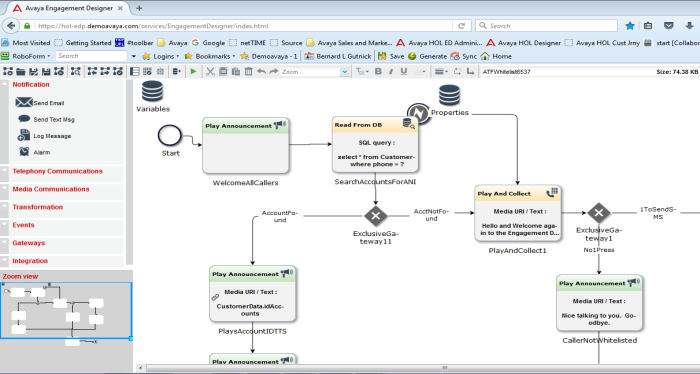 Avaya Engagement Designer
https://hol-edp.demoavaya.com/services/EngagementDesigner/index.html
Search
Most Visited Getting Started #toolbar Avaya Google netTIME Source Avaya Sales and Marke... Avaya HOL ED Admini... Avaya HOL Designer Avaya HOL Cust Jrny start [Collabor
RoboForm Search Logins Bookmarks Demoavaya - 1 Bernard L Gutnick Save Generate Sync Home
Zoom... T B I U ATFWhitelist6537 Size: 74.38 KB
Notification
Send Email
Send Text Msg
Log Message
Alarm
Telephony Communications
Media Communications
Transformation
Events
Gateways
Integration
Zoom view
Variables
Start
Play Announcement
WelcomeAllCallers
Read From DB
SQL query :
select * from Customer-
where phone = ?
SearchAccountsForANI
Properties
AccountFo-
und
ExclusiveGa-
teway11
AcctNotFo-
und
Play And Collect
Media URI / Text :
Hello and Welcome aga-
in to the Engagement D...
PlayAndCollect1
ExclusiveGa-
teway1
1ToSendS-
MS
No1Press
Play Announcement
Media URI / Text :
CustomerData.idAcc-
ounts
PlaysAccountIDTTS
Play Announcement
Media URI / Text :
Nice talking to you. Go-
odbye.
CallerNotWhitelisted
Play Announcement